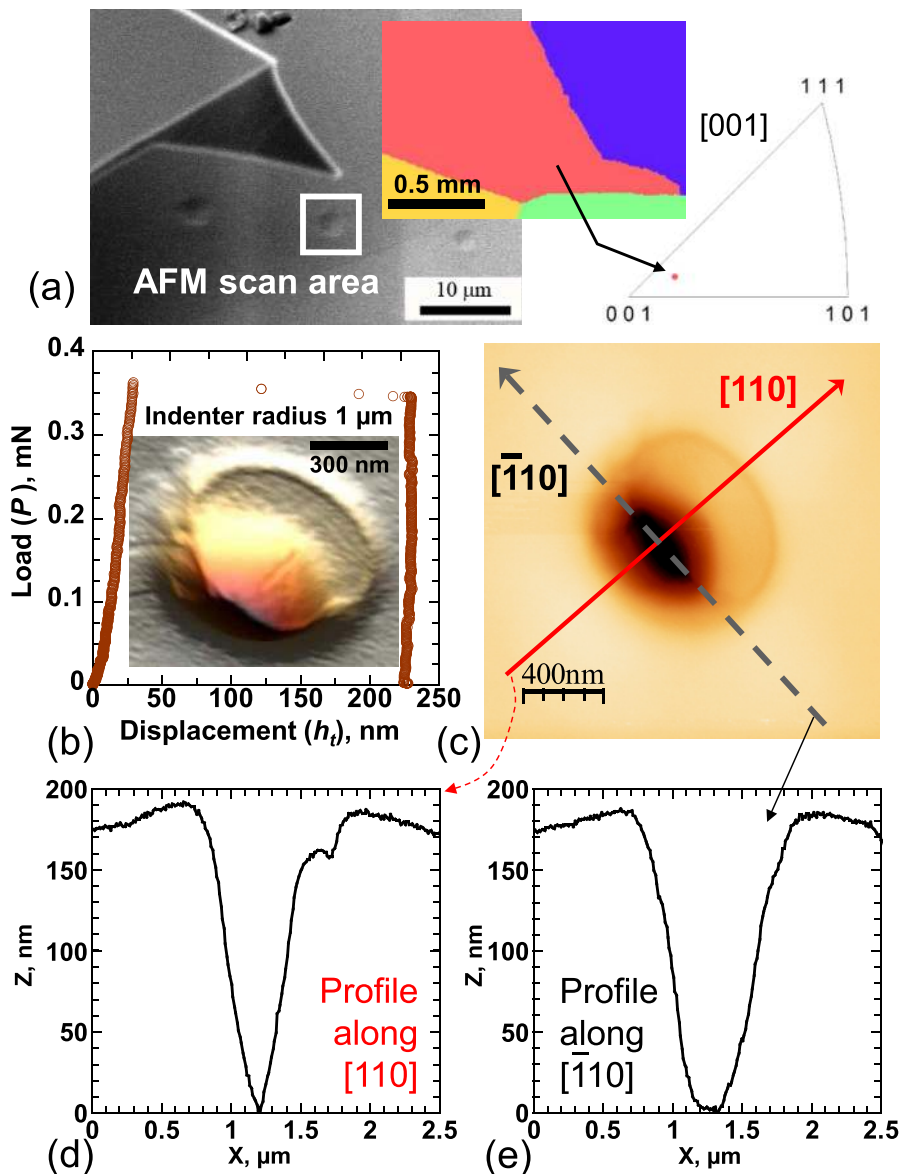 (a)
AFM scan area
10 μm
0.5 mm
[001]
1 1 1
0 0 1
1 0 1
(b)
Load (P), mN
0.4
0.3
0.2
0.1
0
0 50 100 150 200 250
Displacement (hₜ), nm
Indenter radius 1 μm
300 nm
(c)
[110]
[1̅10]
400nm
(d)
Z, nm
200
150
100
50
0
0 0.5 1 1.5 2 2.5
X, μm
Profile
along
[110]
(e)
Z, nm
200
150
100
50
0
0 0.5 1 1.5 2 2.5
X, μm
Profile
along
[1̅10]